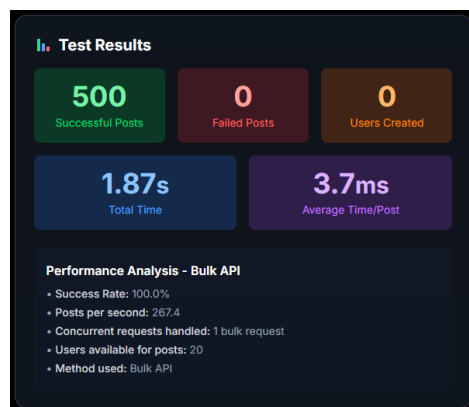 Test Results
500 0 0
Successful Posts Failed Posts Users Created
1.87s 3.7ms
Total Time Average Time/Post
Performance Analysis - Bulk API
• Success Rate: 100.0%
• Posts per second: 267.4
• Concurrent requests handled: 1 bulk request
• Users available for posts: 20
• Method used: Bulk API